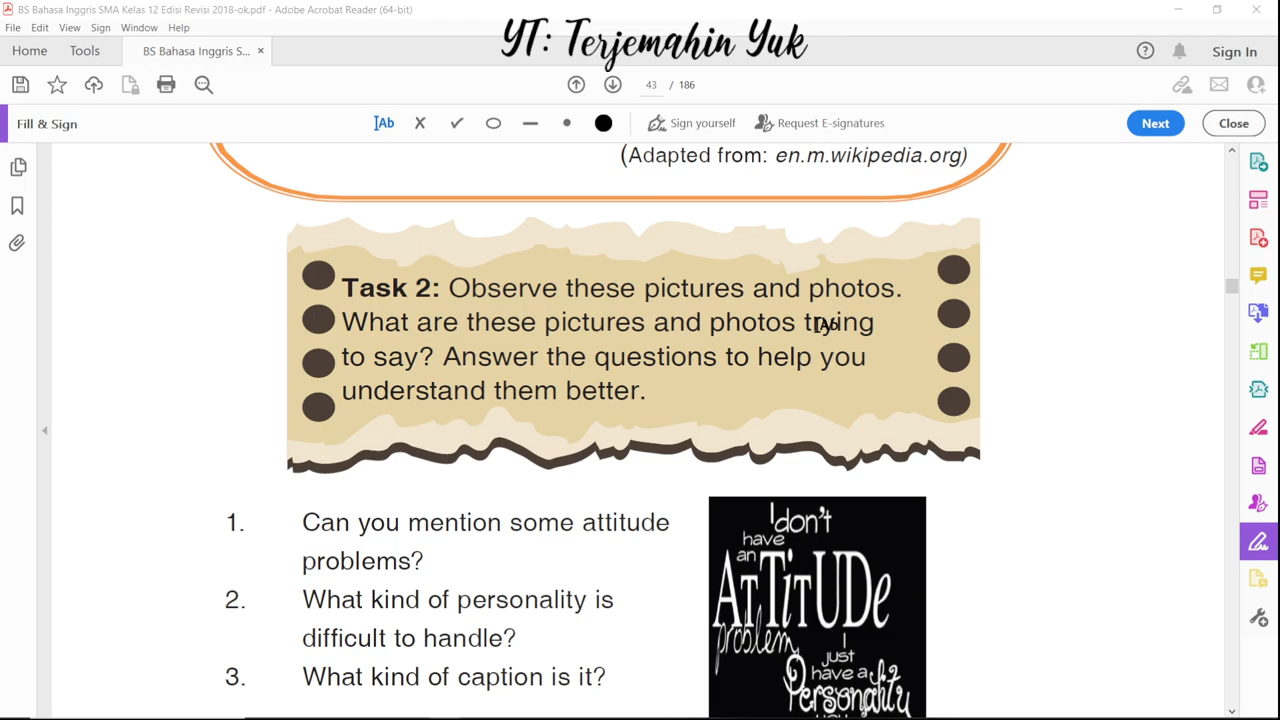 BS Bahasa Inggris SMA Kelas 12 Edisi Revisi 2018-ok.pdf - Adobe Acrobat Reader (64-bit)
YT: Terjemahin Yuk
File Edit View Sign Window Help
Home Tools BS Bahasa Inggris S... × Sign In
43 / 186
Fill & Sign Ab Sign yourself Request E-signatures Next Close
(Adapted from: en.m.wikipedia.org)
Task 2: Observe these pictures and photos.
What are these pictures and photos trying
to say? Answer the questions to help you
understand them better.
1. Can you mention some attitude
problems?
2. What kind of personality is
difficult to handle?
3. What kind of caption is it?
I don't
have
an
ATTiTUDe
problem
I
just
have a
Personality